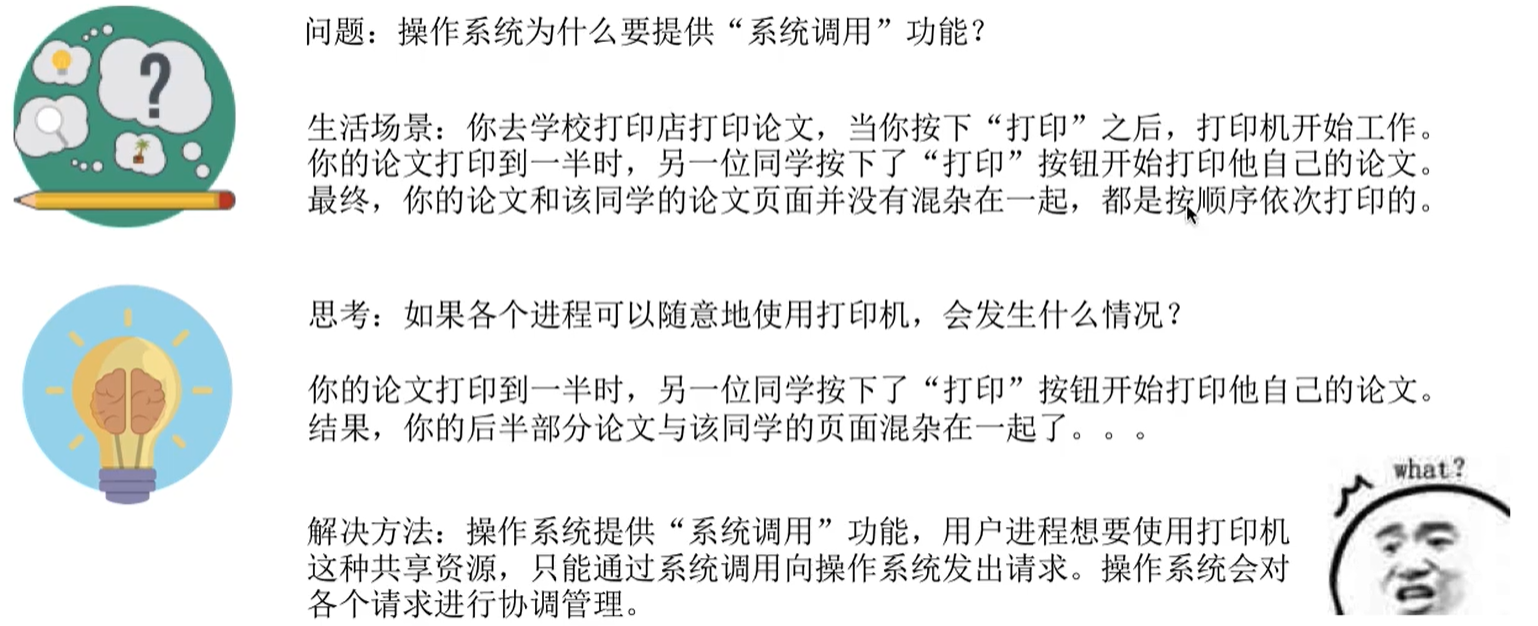 问题：操作系统为什么要提供“系统调用”功能？
生活场景：你去学校打印店打印论文，当你按下“打印”之后，打印机开始工作。
你的论文打印到一半时，另一位同学按下了“打印”按钮开始打印他自己的论文。
最终，你的论文和该同学的论文页面并没有混杂在一起，都是按顺序依次打印的。
思考：如果各个进程可以随意地使用打印机，会发生什么情况？
你的论文打印到一半时，另一位同学按下了“打印”按钮开始打印他自己的论文。
结果，你的后半部分论文与该同学的页面混杂在一起了。。。
what？
解决方法：操作系统提供“系统调用”功能，用户进程想要使用打印机
这种共享资源，只能通过系统调用向操作系统发出请求。操作系统会对
各个请求进行协调管理。